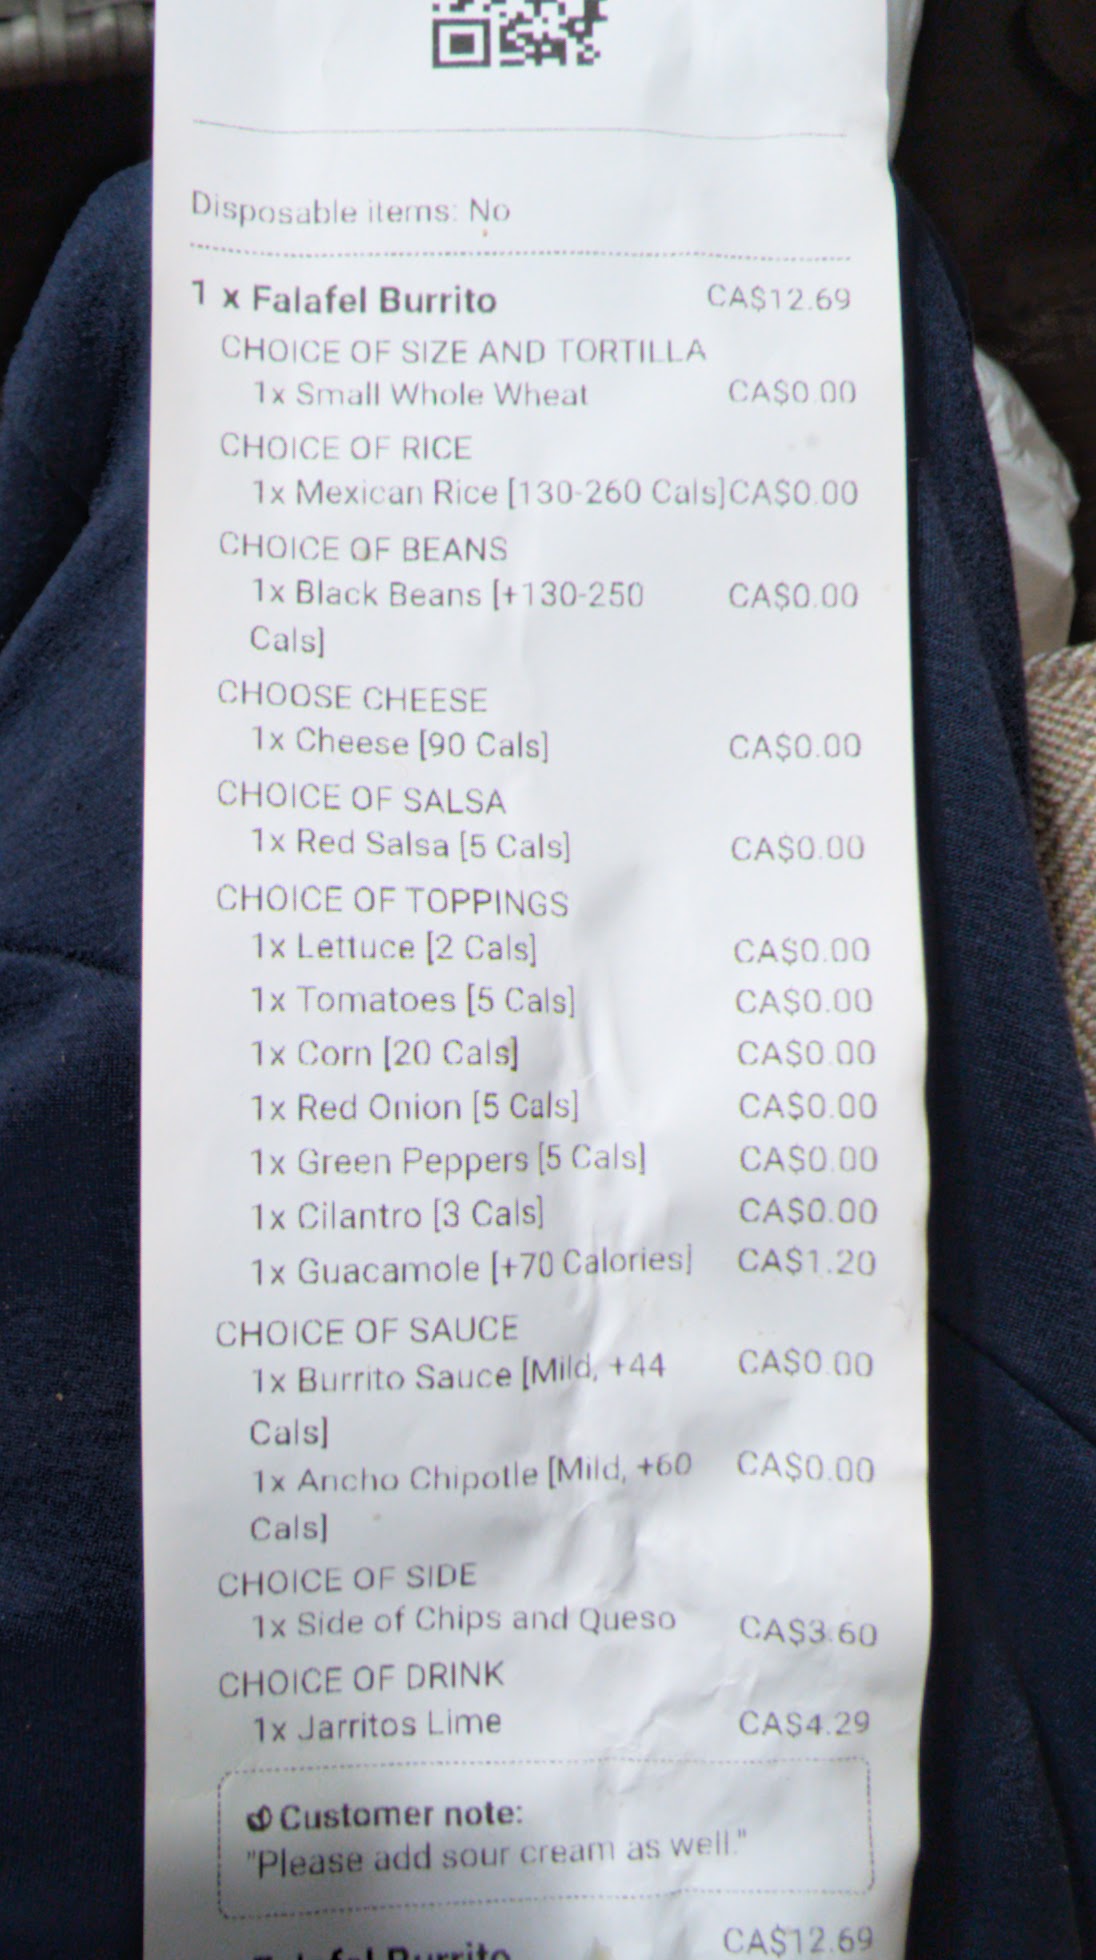 Disposable items: No
1 x Falafel Burrito CA$12.69
CHOICE OF SIZE AND TORTILLA
1x Small Whole Wheat CA$0.00
CHOICE OF RICE
1x Mexican Rice [130-260 Cals]CA$0.00
CHOICE OF BEANS
1x Black Beans [+130-250 CA$0.00
Cals]
CHOOSE CHEESE
1x Cheese [90 Cals] CA$0.00
CHOICE OF SALSA
1x Red Salsa [5 Cals] CA$0.00
CHOICE OF TOPPINGS
1x Lettuce [2 Cals] CA$0.00
1x Tomatoes [5 Cals] CA$0.00
1x Corn [20 Cals] CA$0.00
1x Red Onion [5 Cals] CA$0.00
1x Green Peppers [5 Cals] CA$0.00
1x Cilantro [3 Cals] CA$0.00
1x Guacamole [+70 Calories] CA$1.20
CHOICE OF SAUCE
1x Burrito Sauce [Mild, +44 CA$0.00
Cals]
1x Ancho Chipotle [Mild, +60 CA$0.00
Cals]
CHOICE OF SIDE
1x Side of Chips and Queso CA$3.60
CHOICE OF DRINK
1x Jarritos Lime CA$4.29
Customer note:
"Please add sour cream as well."
Falafel Burrito CA$12.69